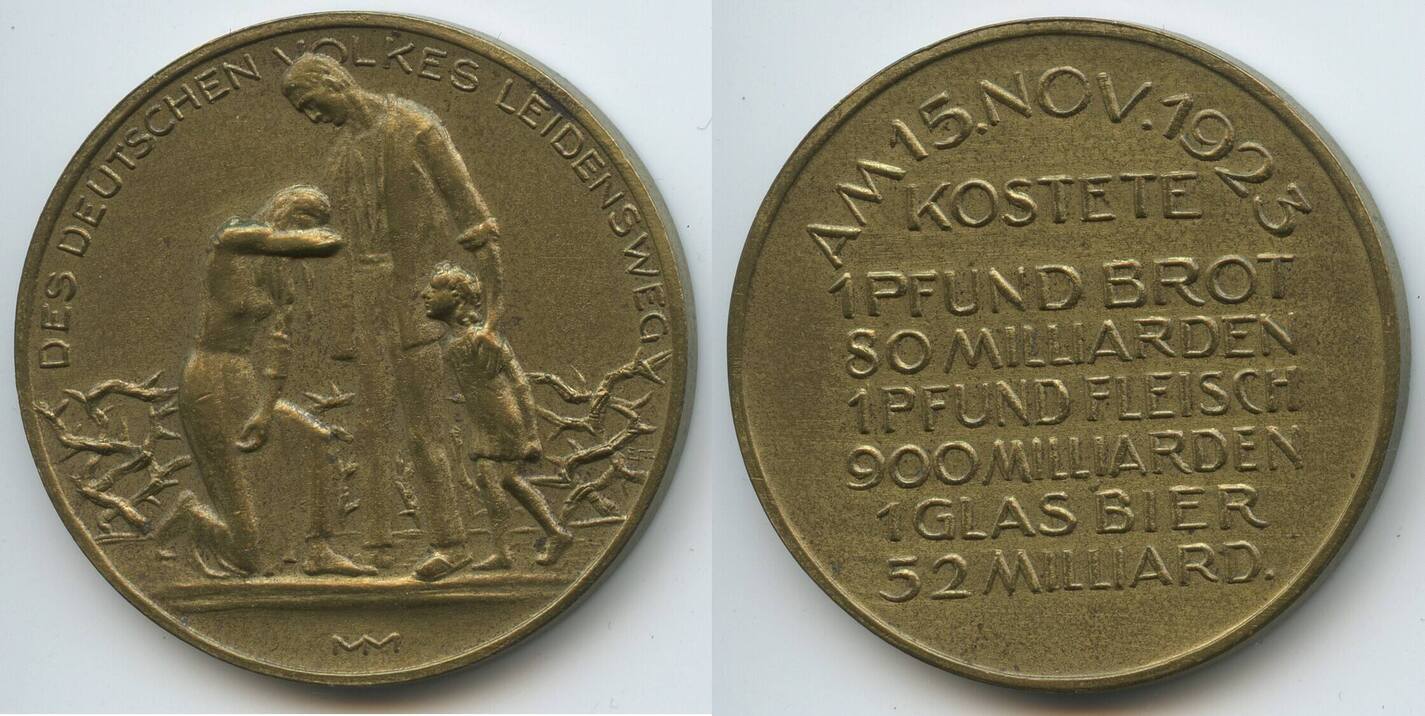 DES DEUTSCHEN VOLKES LEIDENSWEG
MM
AM 15. NOV. 1923
KOSTETE
1 PFUND BROT
80 MILLIARDEN
1 PFUND FLEISCH
900 MILLIARDEN
1 GLAS BIER
52 MILLIARD.